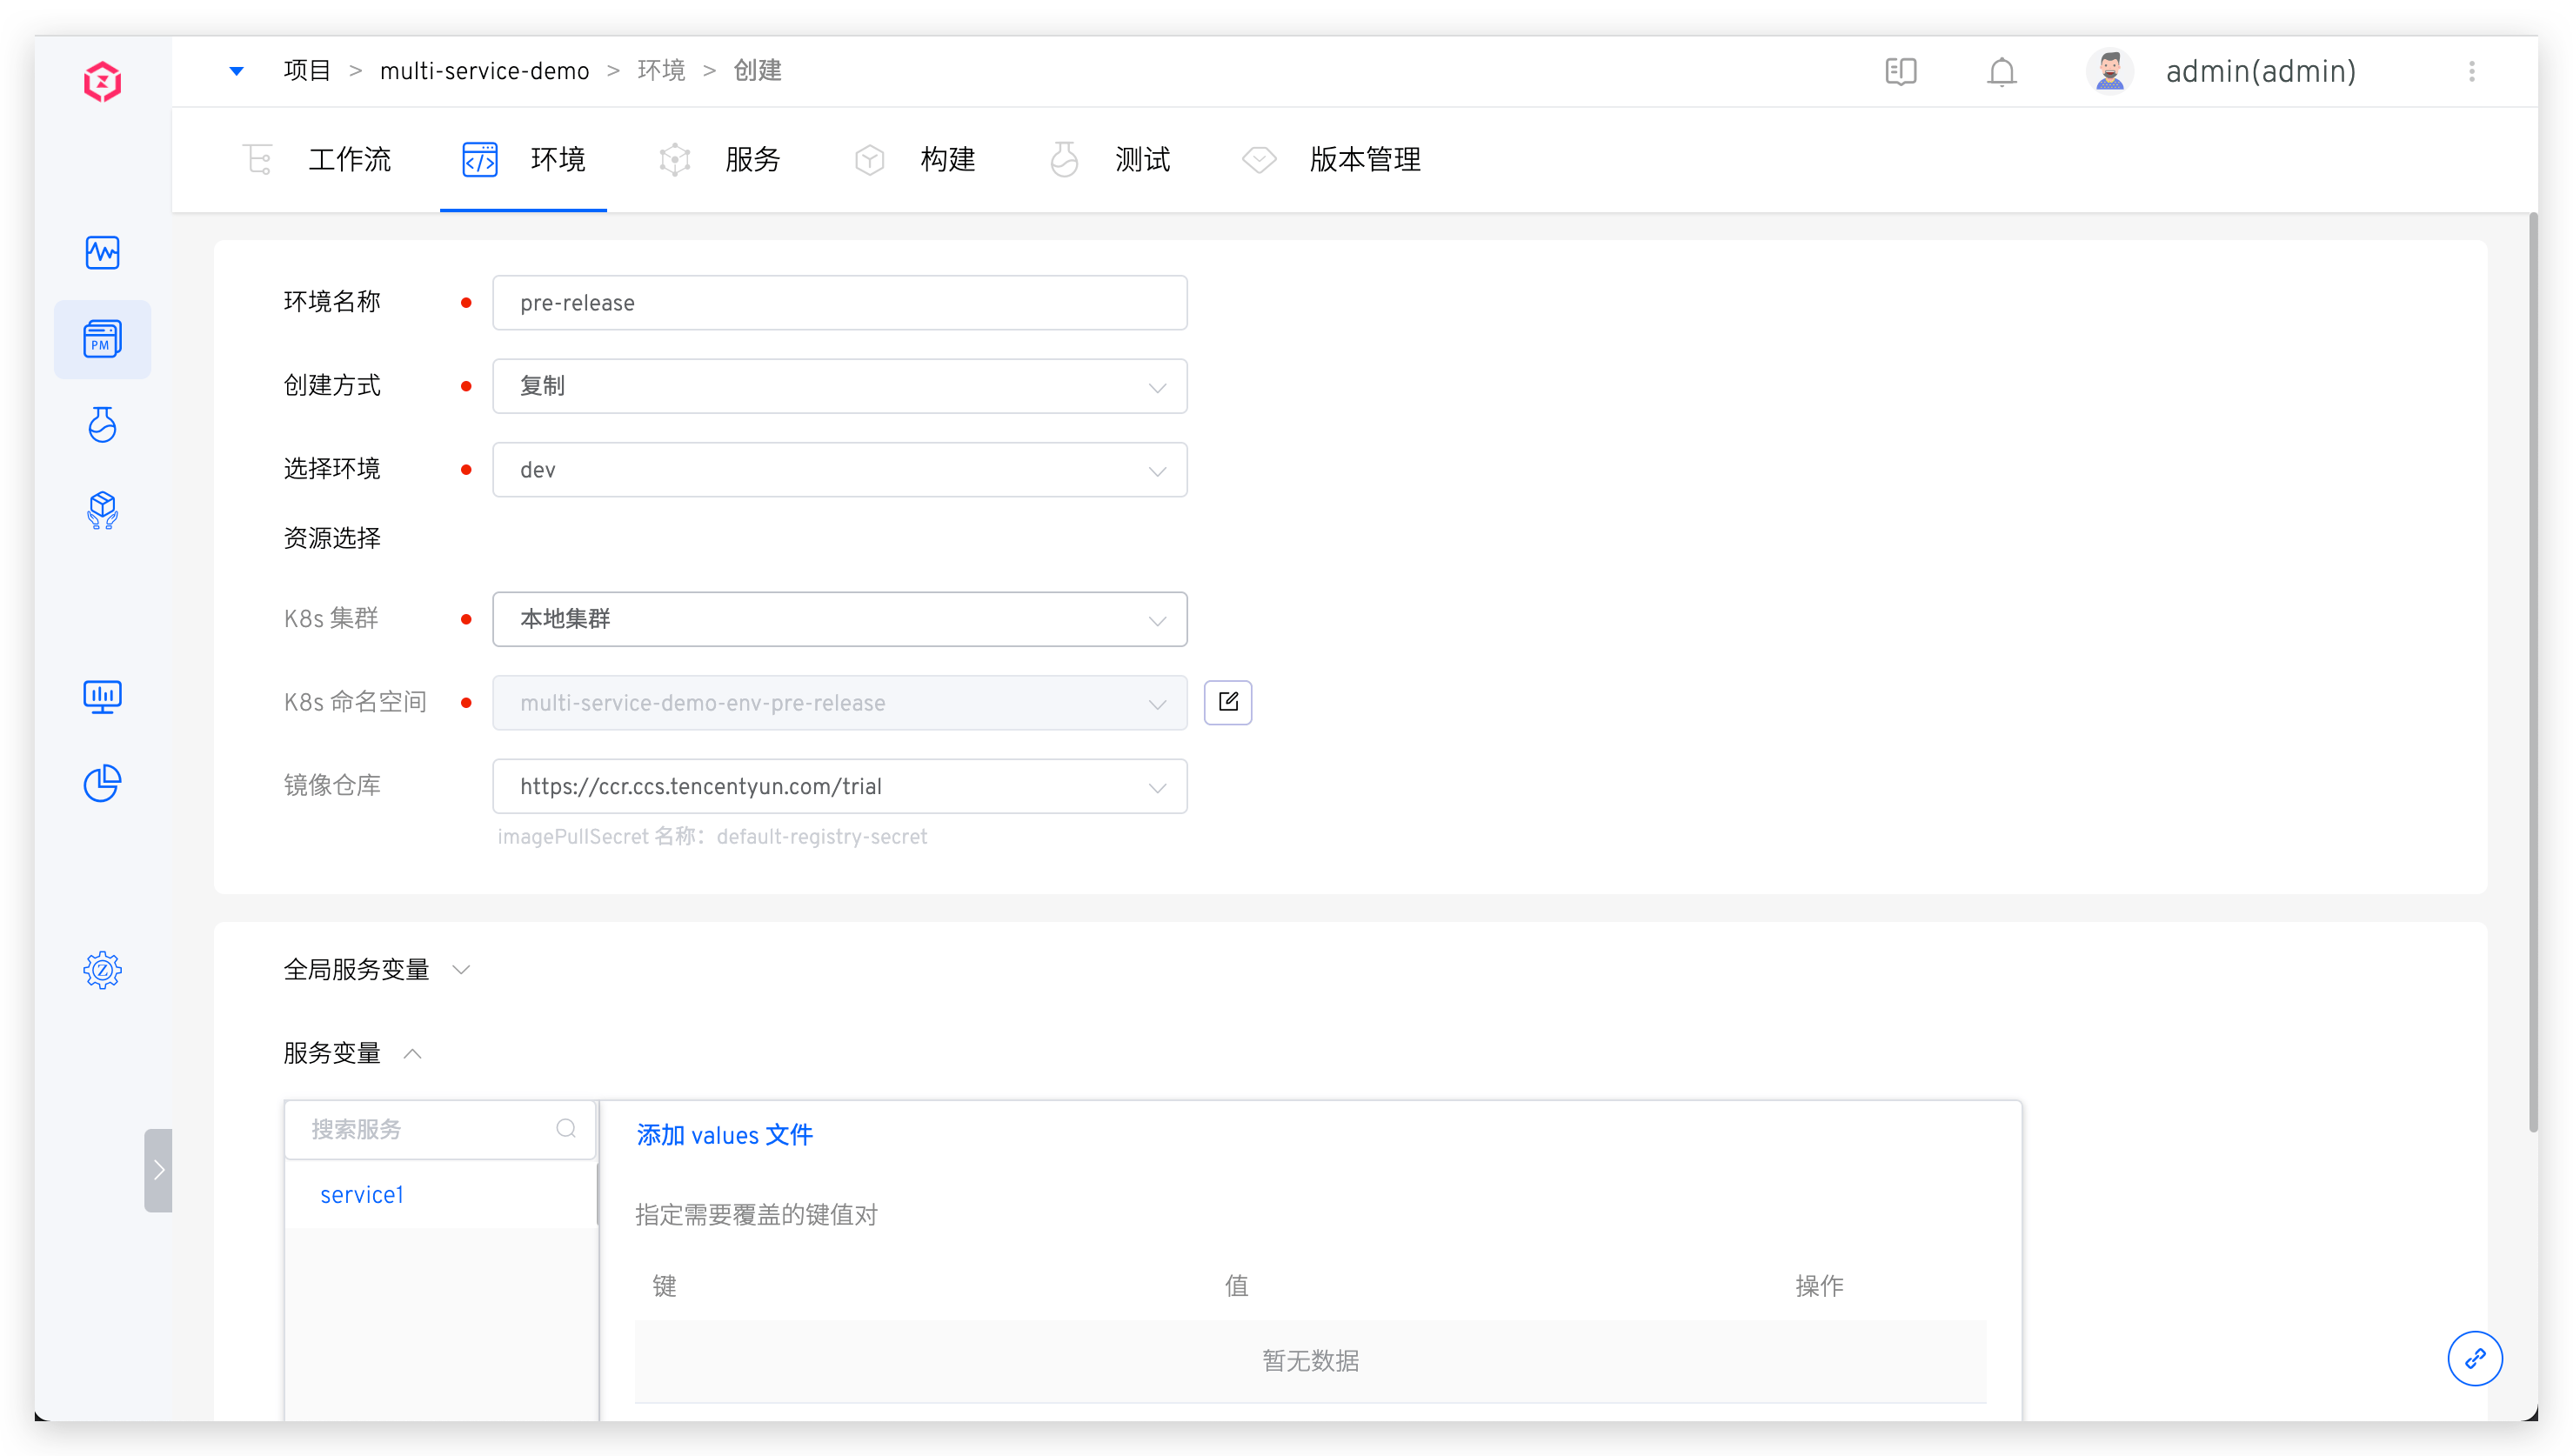 项目 > multi-service-demo > 环境 > 创建
admin(admin)
工作流 环境 服务 构建 测试 版本管理
PM
环境名称 pre-release
创建方式 复制
选择环境 dev
资源选择
K8s 集群 本地集群
K8s 命名空间 multi-service-demo-env-pre-release
镜像仓库 https://ccr.ccs.tencentyun.com/trial
imagePullSecret 名称：default-registry-secret
全局服务变量
服务变量
搜索服务
添加 values 文件
service1
指定需要覆盖的键值对
键 值 操作
暂无数据